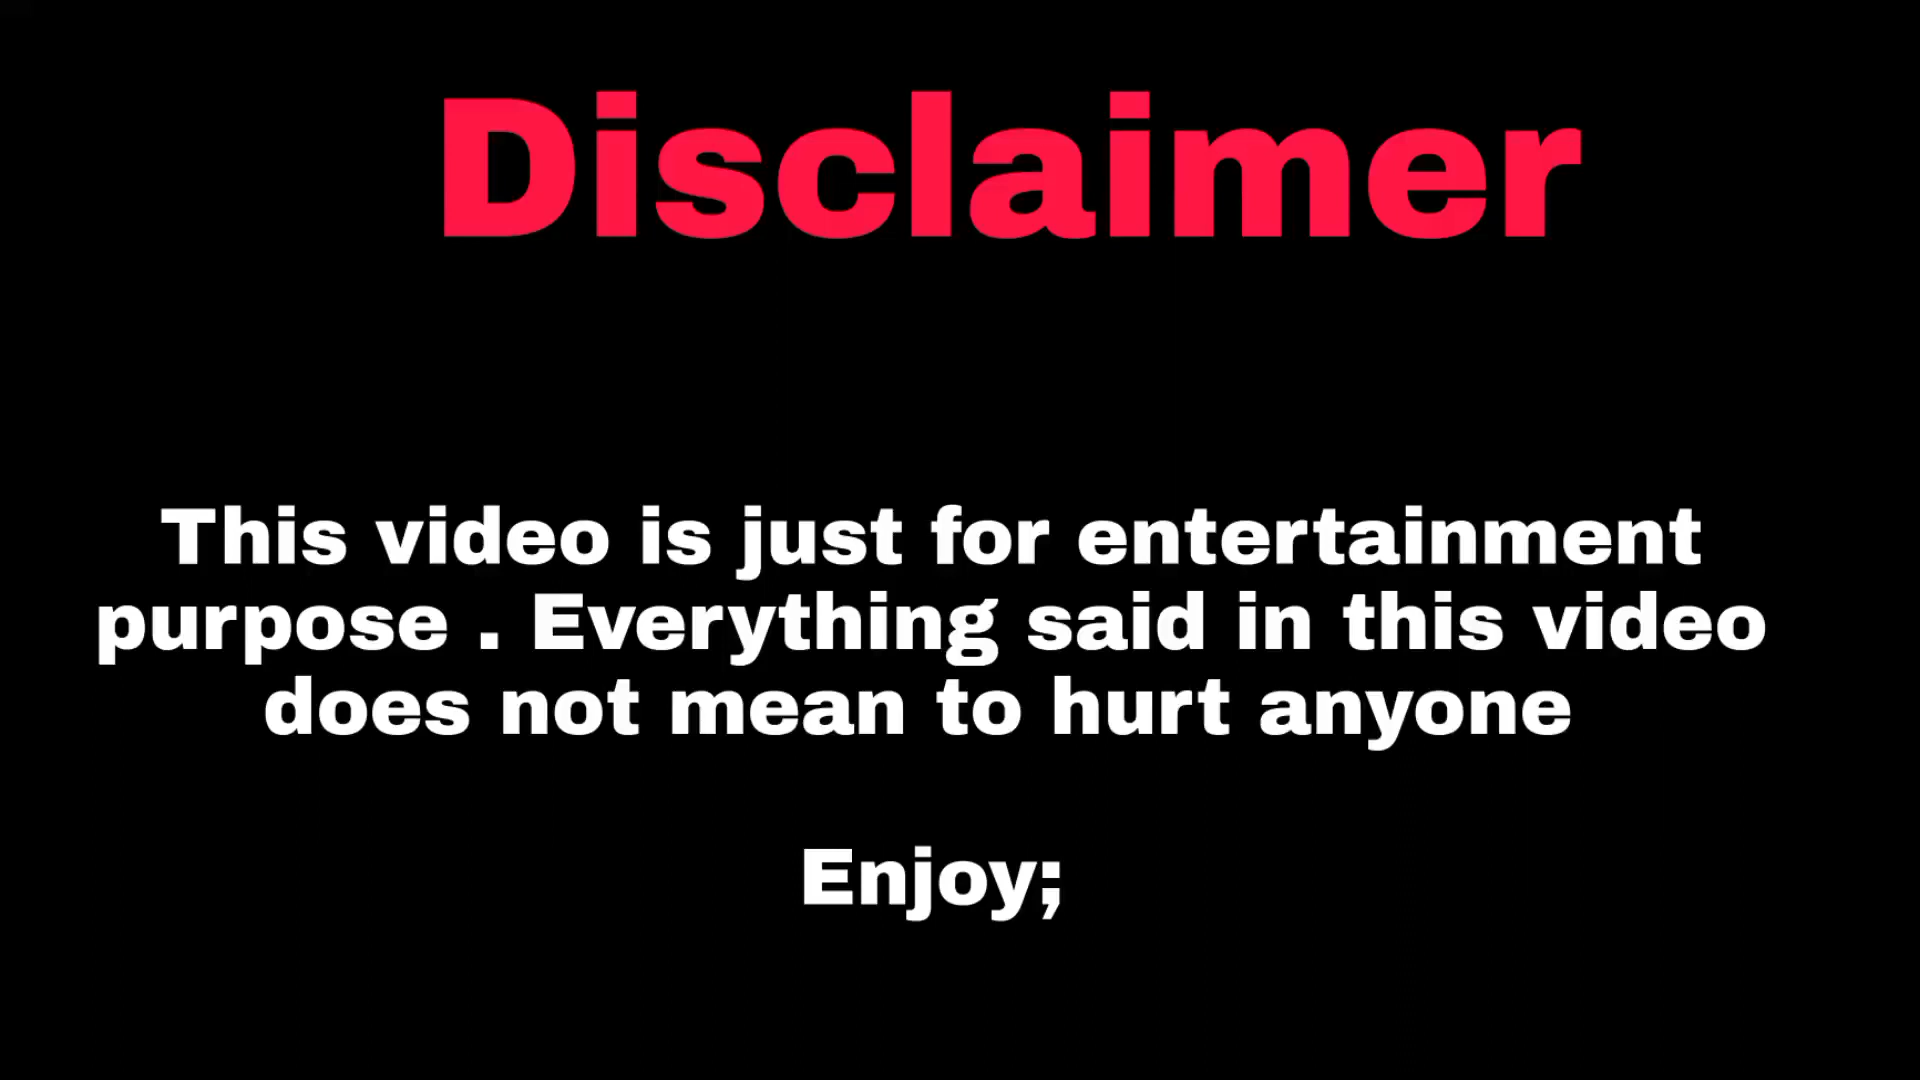 Disclaimer
This video is just for entertainment
purpose . Everything said in this video
does not mean to hurt anyone
Enjoy;